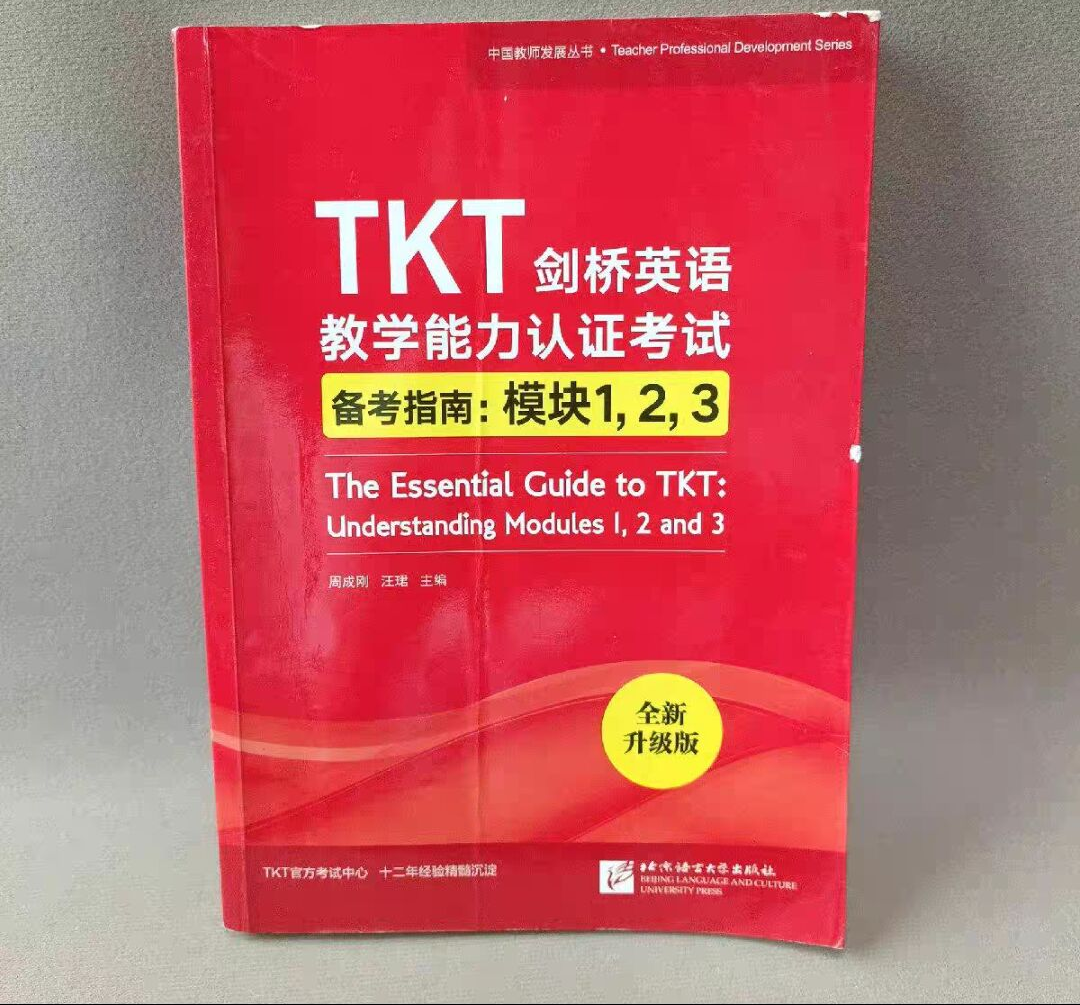 中国教师发展丛书 • Teacher Professional Development Series
TKT 剑桥英语
教学能力认证考试
备考指南：模块1, 2, 3
The Essential Guide to TKT:
Understanding Modules 1, 2 and 3
周成刚 汪珺 主编
全新
升级版
TKT官方考试中心 十二年经验精髓沉淀
北京语言大学出版社
BEIJING LANGUAGE AND CULTURE
UNIVERSITY PRESS